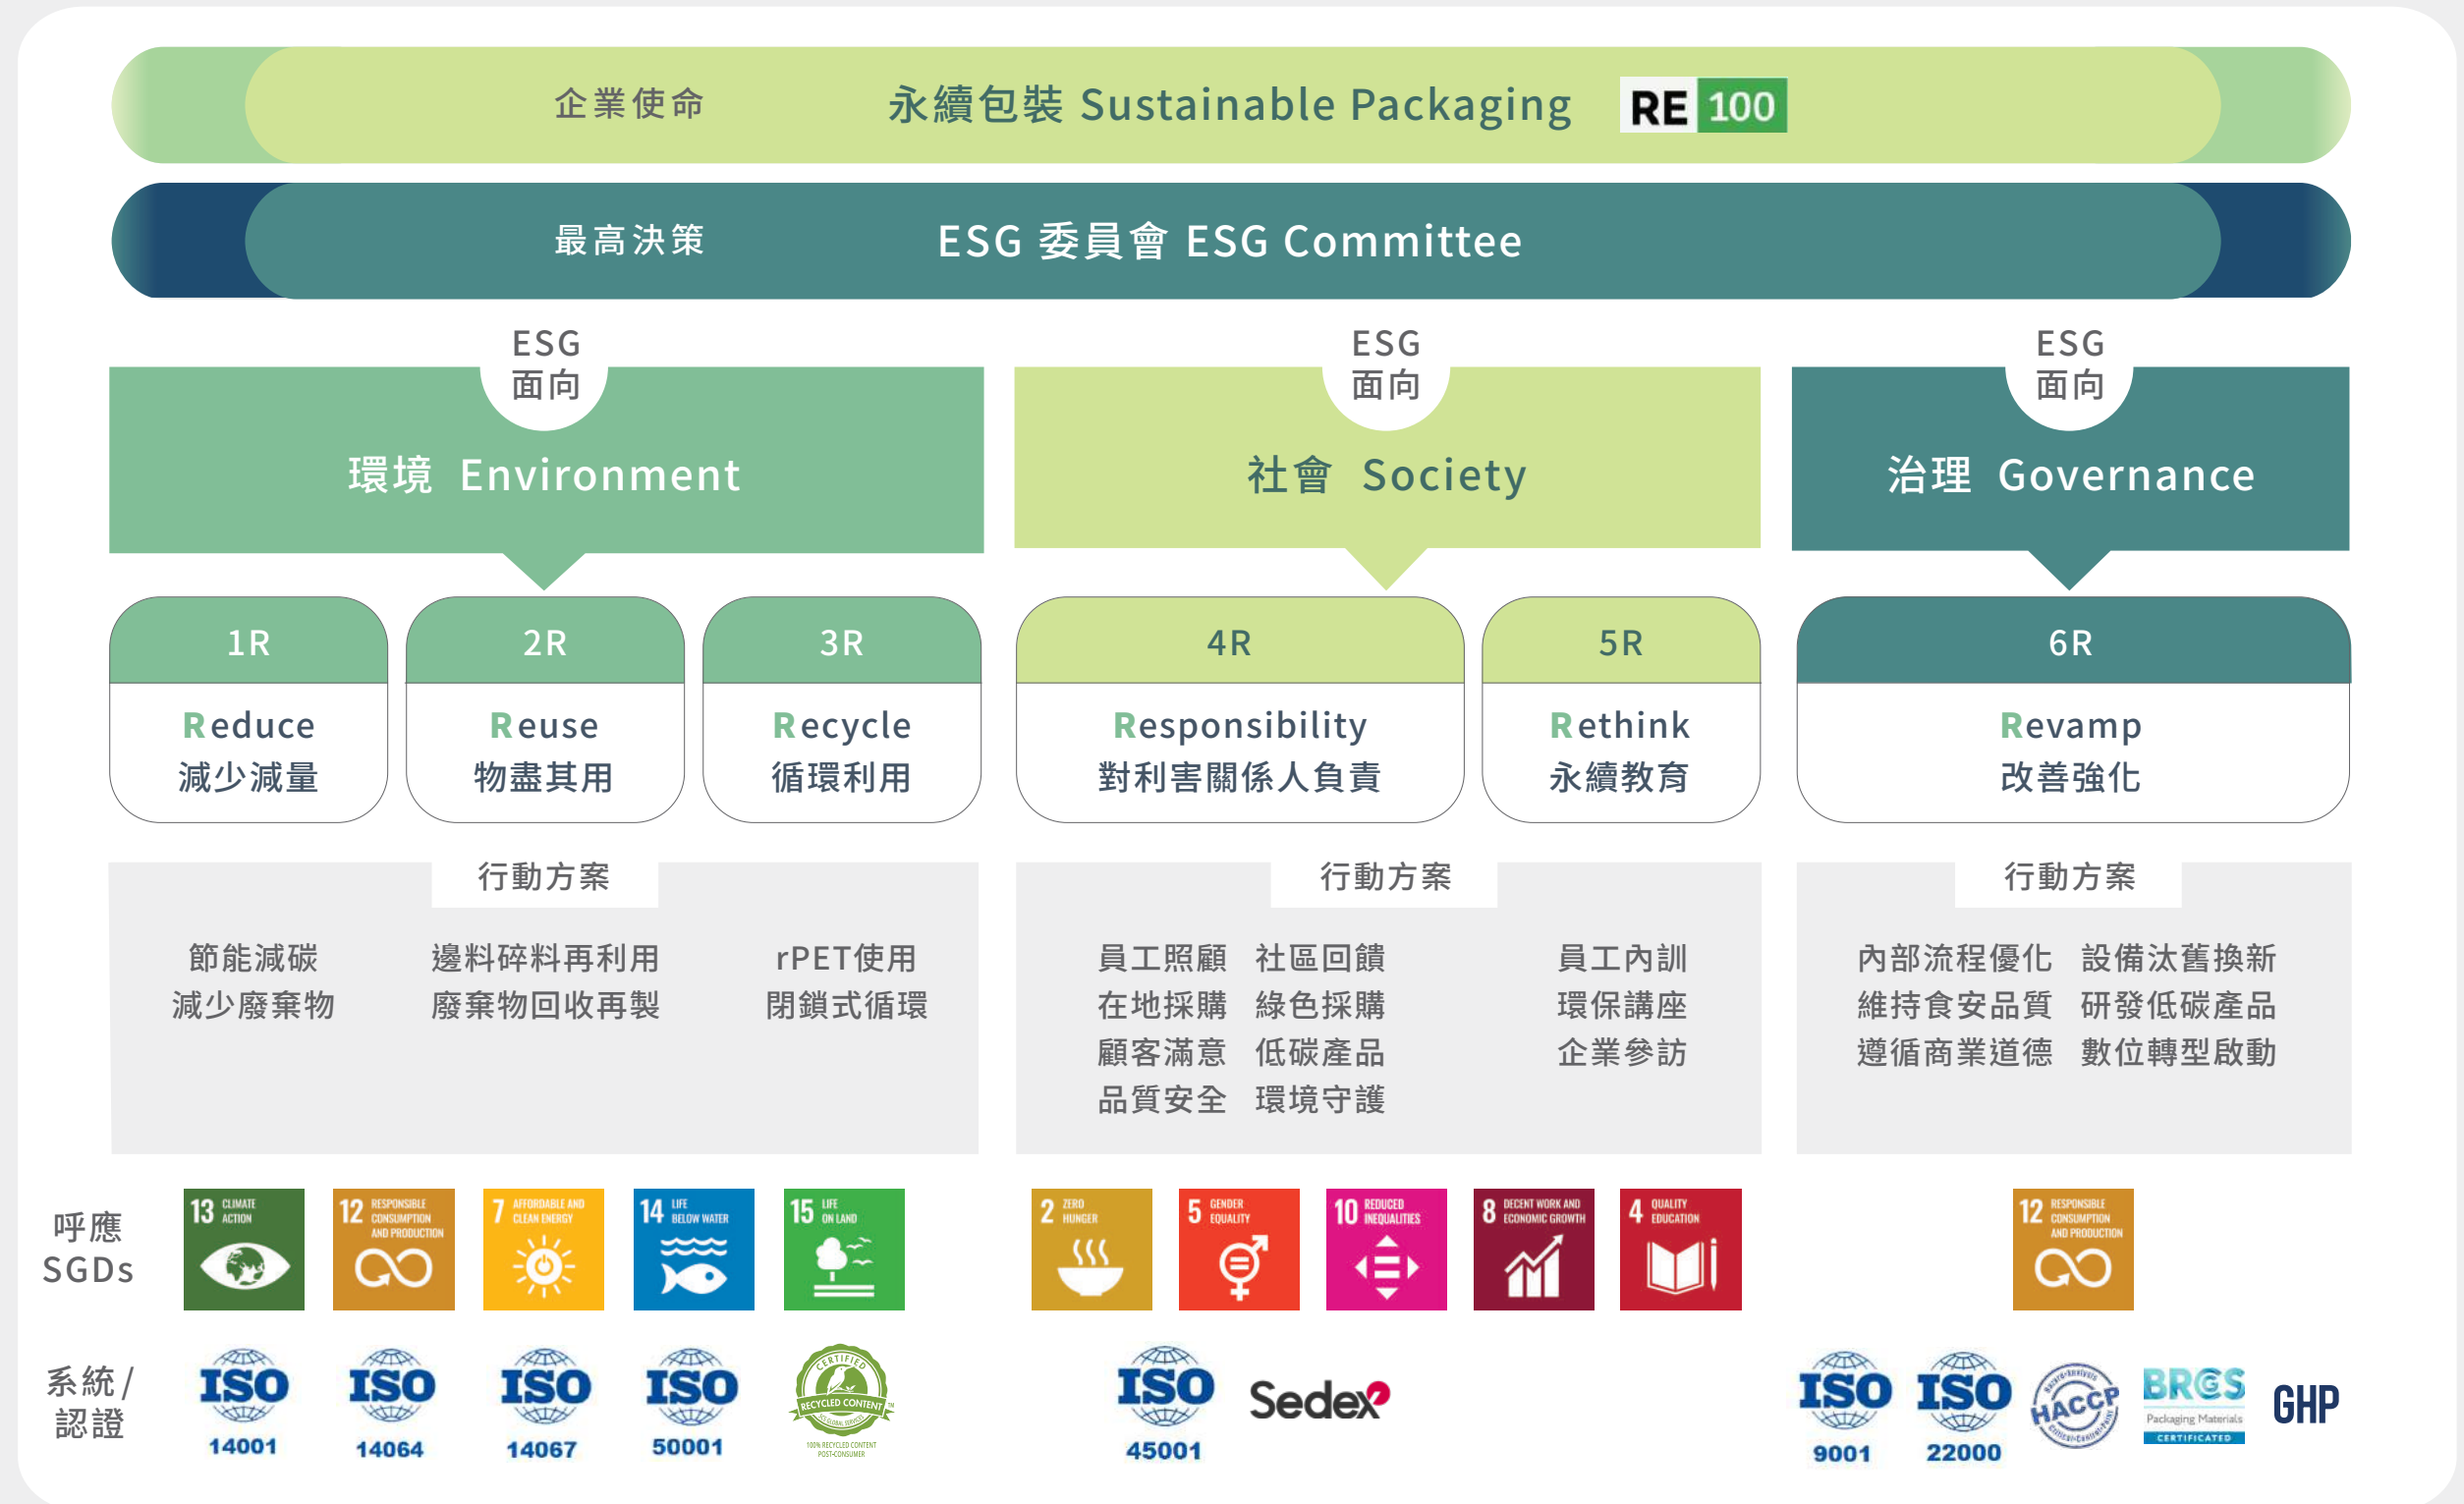 企業使命
永續包裝 Sustainable Packaging
RE 100
最高決策
ESG 委員會 ESG Committee
ESG
面向
環境 Environment
ESG
面向
社會 Society
ESG
面向
治理 Governance
1R
Reduce
減少減量
2R
Reuse
物盡其用
3R
Recycle
循環利用
4R
Responsibility
對利害關係人負責
5R
Rethink
永續教育
6R
Revamp
改善強化
行動方案
節能減碳
減少廢棄物
邊料碎料再利用
廢棄物回收再製
rPET使用
閉鎖式循環
行動方案
員工照顧 社區回饋
在地採購 綠色採購
顧客滿意 低碳產品
品質安全 環境守護
員工內訓
環保講座
企業參訪
行動方案
內部流程優化 設備汰舊換新
維持食安品質 研發低碳產品
遵循商業道德 數位轉型啟動
呼應
SGDs
13 CLIMATE
ACTION
12 RESPONSIBLE
CONSUMPTION
AND PRODUCTION
7 AFFORDABLE AND
CLEAN ENERGY
14 LIFE
BELOW WATER
15 LIFE
ON LAND
2 ZERO
HUNGER
5 GENDER
EQUALITY
10 REDUCED
INEQUALITIES
8 DECENT WORK AND
ECONOMIC GROWTH
4 QUALITY
EDUCATION
12 RESPONSIBLE
CONSUMPTION
AND PRODUCTION
系統/
認證
ISO
14001
ISO
14064
ISO
14067
ISO
50001
CERTIFIED
RECYCLED CONTENT
SCS GLOBAL SERVICES
100% RECYCLED CONTENT
POST-CONSUMER
ISO
45001
Sedex
ISO
9001
ISO
22000
HACCP
BRCGS
Packaging Materials
CERTIFICATED
GHP